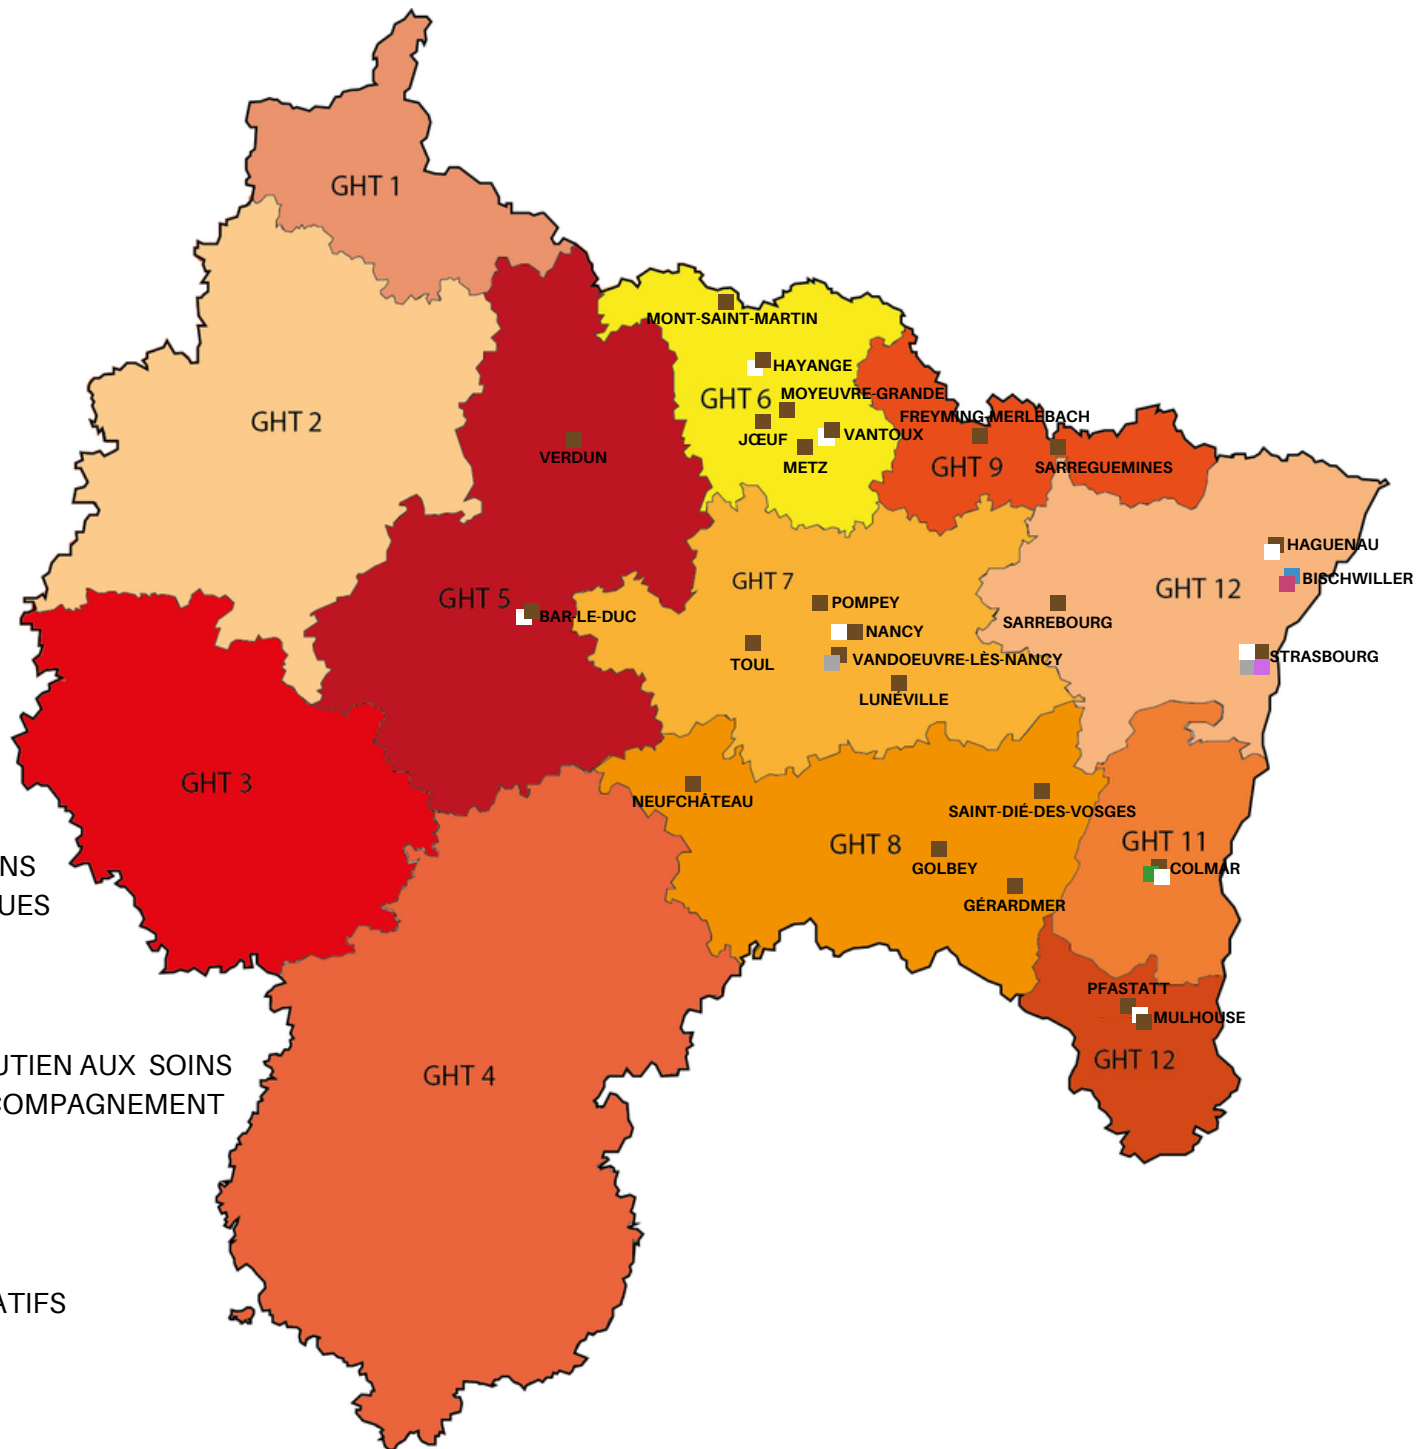 GHT 1
MONT-SAINT-MARTIN
HAYANGE
MOYEUVRE-GRANDE
GHT 6
GHT 2
FREYMING-MERLEBACH
JŒUF
VANTOUX
VERDUN
METZ
GHT 9
SARREGUEMINES
HAGUENAU
BISCHWILLER
GHT 7
GHT 12
GHT 5
BAR-LE-DUC
POMPEY
SARREBOURG
NANCY
TOUL
VANDOEUVRE-LÈS-NANCY
STRASBOURG
LUNÉVILLE
GHT 3
NEUFCHÂTEAU
SAINT-DIÉ-DES-VOSGES
GHT 8
GHT 11
GOLBEY
COLMAR
GÉRARDMER
NS
UES
PFASTATT
MULHOUSE
GHT 12
GHT 4
UTIEN AUX SOINS
COMPAGNEMENT
ATIFS